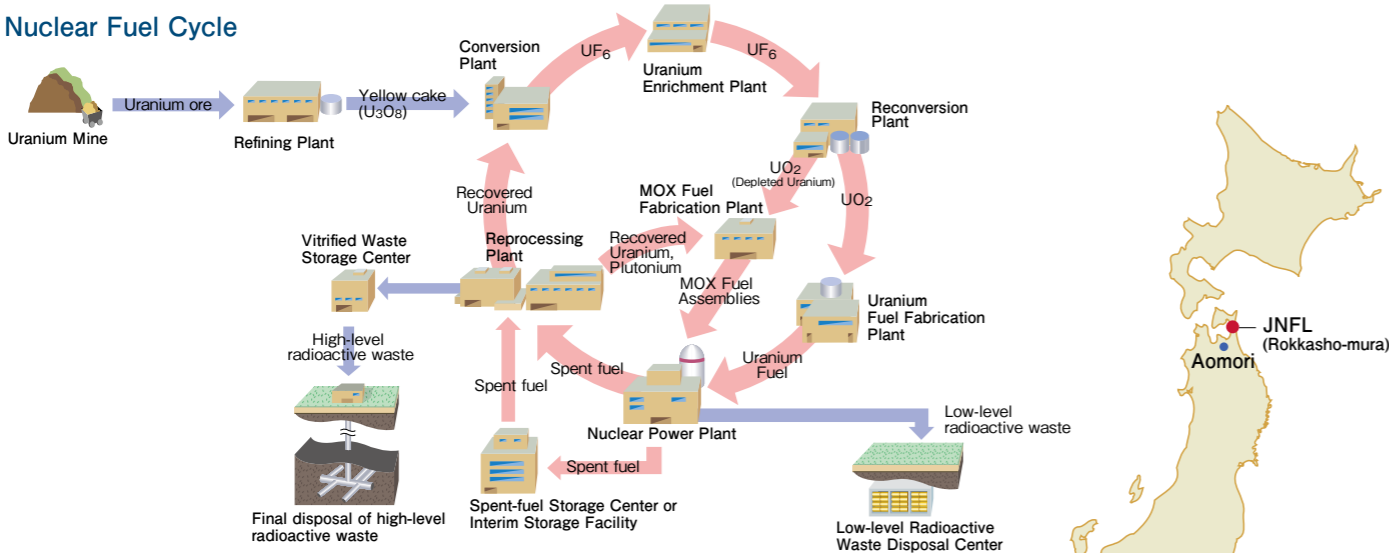 Nuclear Fuel Cycle
Uranium Mine
Uranium ore
Refining Plant
Yellow cake
(U₃O₈)
Conversion
Plant
UF₆
Uranium
Enrichment Plant
UF₆
Reconversion
Plant
UO₂
(Depleted Uranium)
UO₂
MOX Fuel
Fabrication Plant
Recovered
Uranium
Vitrified Waste
Storage Center
Reprocessing
Plant
Recovered
Uranium,
Plutonium
MOX Fuel
Assemblies
Uranium
Fuel Fabrication
Plant
High-level
radioactive waste
Spent fuel
Spent fuel
Uranium
Fuel
Nuclear Power Plant
Low-level
radioactive waste
Spent fuel
Spent-fuel Storage Center or
Interim Storage Facility
Final disposal of high-level
radioactive waste
Low-level Radioactive
Waste Disposal Center
JNFL
(Rokkasho-mura)
Aomori